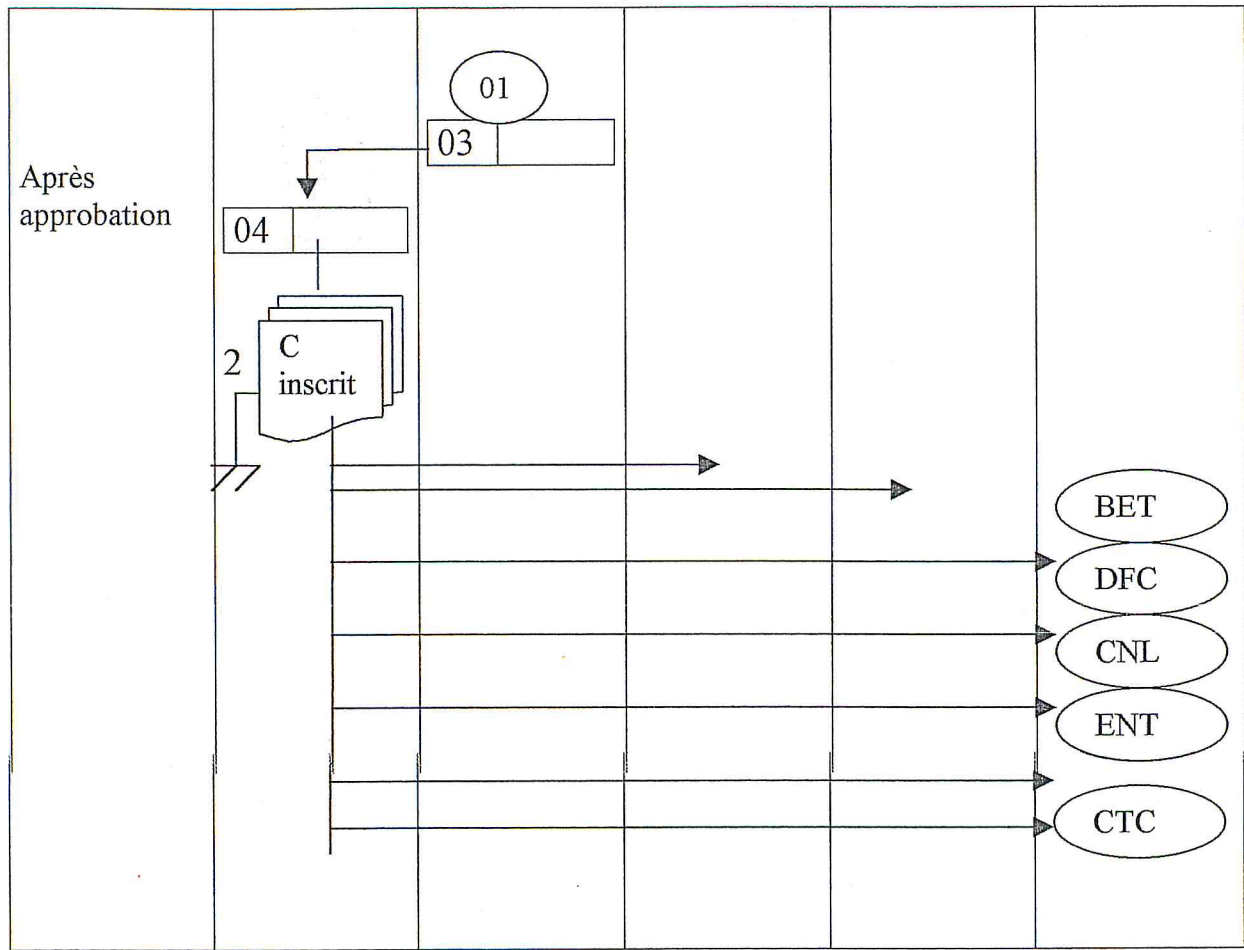 01
03
Après
approbation
04
2
C
inscrit
BET
DFC
CNL
ENT
CTC